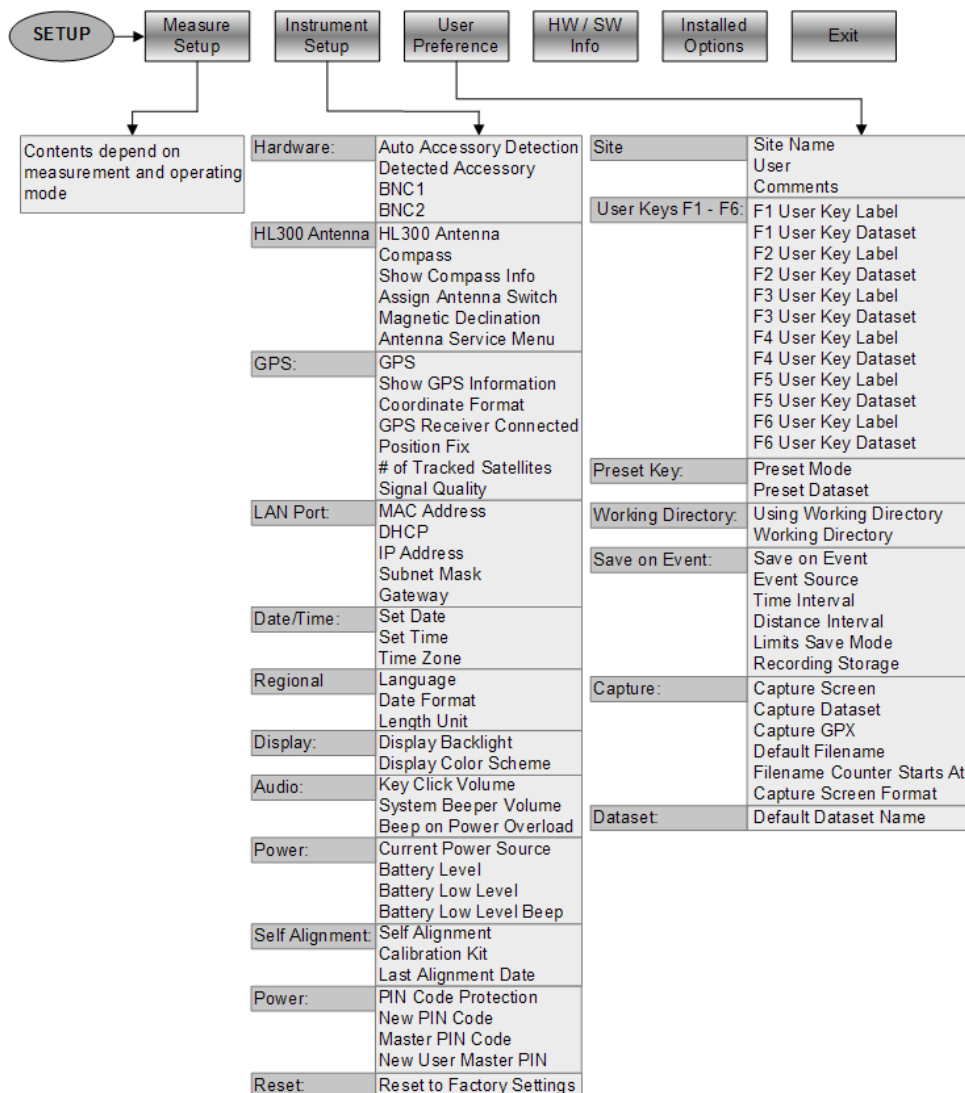 SETUP
Measure
Setup
Instrument
Setup
User
Preference
HW / SW
Info
Installed
Options
Exit
Contents depend on
measurement and operating
mode
Hardware:
Auto Accessory Detection
Detected Accessory
BNC1
BNC2
HL300 Antenna
HL300 Antenna
Compass
Show Compass Info
Assign Antenna Switch
Magnetic Declination
Antenna Service Menu
GPS:
GPS
Show GPS Information
Coordinate Format
GPS Receiver Connected
Position Fix
# of Tracked Satellites
Signal Quality
LAN Port:
MAC Address
DHCP
IP Address
Subnet Mask
Gateway
Date/Time:
Set Date
Set Time
Time Zone
Regional
Language
Date Format
Length Unit
Display:
Display Backlight
Display Color Scheme
Audio:
Key Click Volume
System Beeper Volume
Beep on Power Overload
Power:
Current Power Source
Battery Level
Battery Low Level
Battery Low Level Beep
Self Alignment:
Self Alignment
Calibration Kit
Last Alignment Date
Power:
PIN Code Protection
New PIN Code
Master PIN Code
New User Master PIN
Reset:
Reset to Factory Settings
Site
Site Name
User
Comments
User Keys F1 - F6:
F1 User Key Label
F1 User Key Dataset
F2 User Key Label
F2 User Key Dataset
F3 User Key Label
F3 User Key Dataset
F4 User Key Label
F4 User Key Dataset
F5 User Key Label
F5 User Key Dataset
F6 User Key Label
F6 User Key Dataset
Preset Key:
Preset Mode
Preset Dataset
Working Directory:
Using Working Directory
Working Directory
Save on Event:
Save on Event
Event Source
Time Interval
Distance Interval
Limits Save Mode
Recording Storage
Capture:
Capture Screen
Capture Dataset
Capture GPX
Default Filename
Filename Counter Starts At
Capture Screen Format
Dataset:
Default Dataset Name